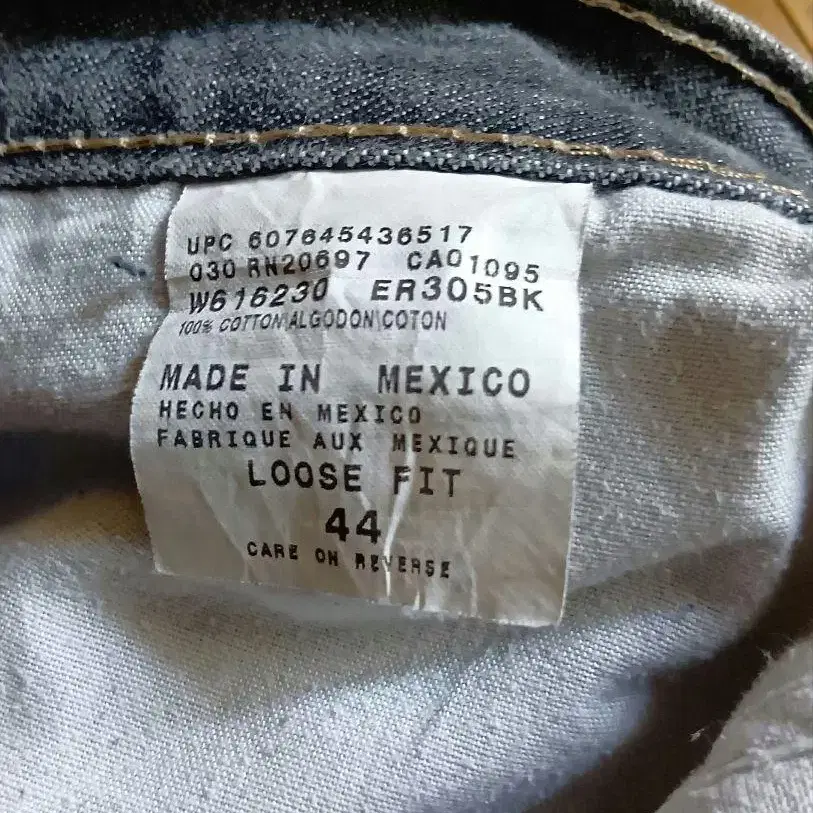 UPC 607645436517
030 RN20697 CA01095
W616230 ER305BK
100% COTTON\ALGODON\COTON
MADE IN MEXICO
HECHO EN MEXICO
FABRIQUE AUX MEXIQUE
LOOSE FIT
44
CARE ON REVERSE